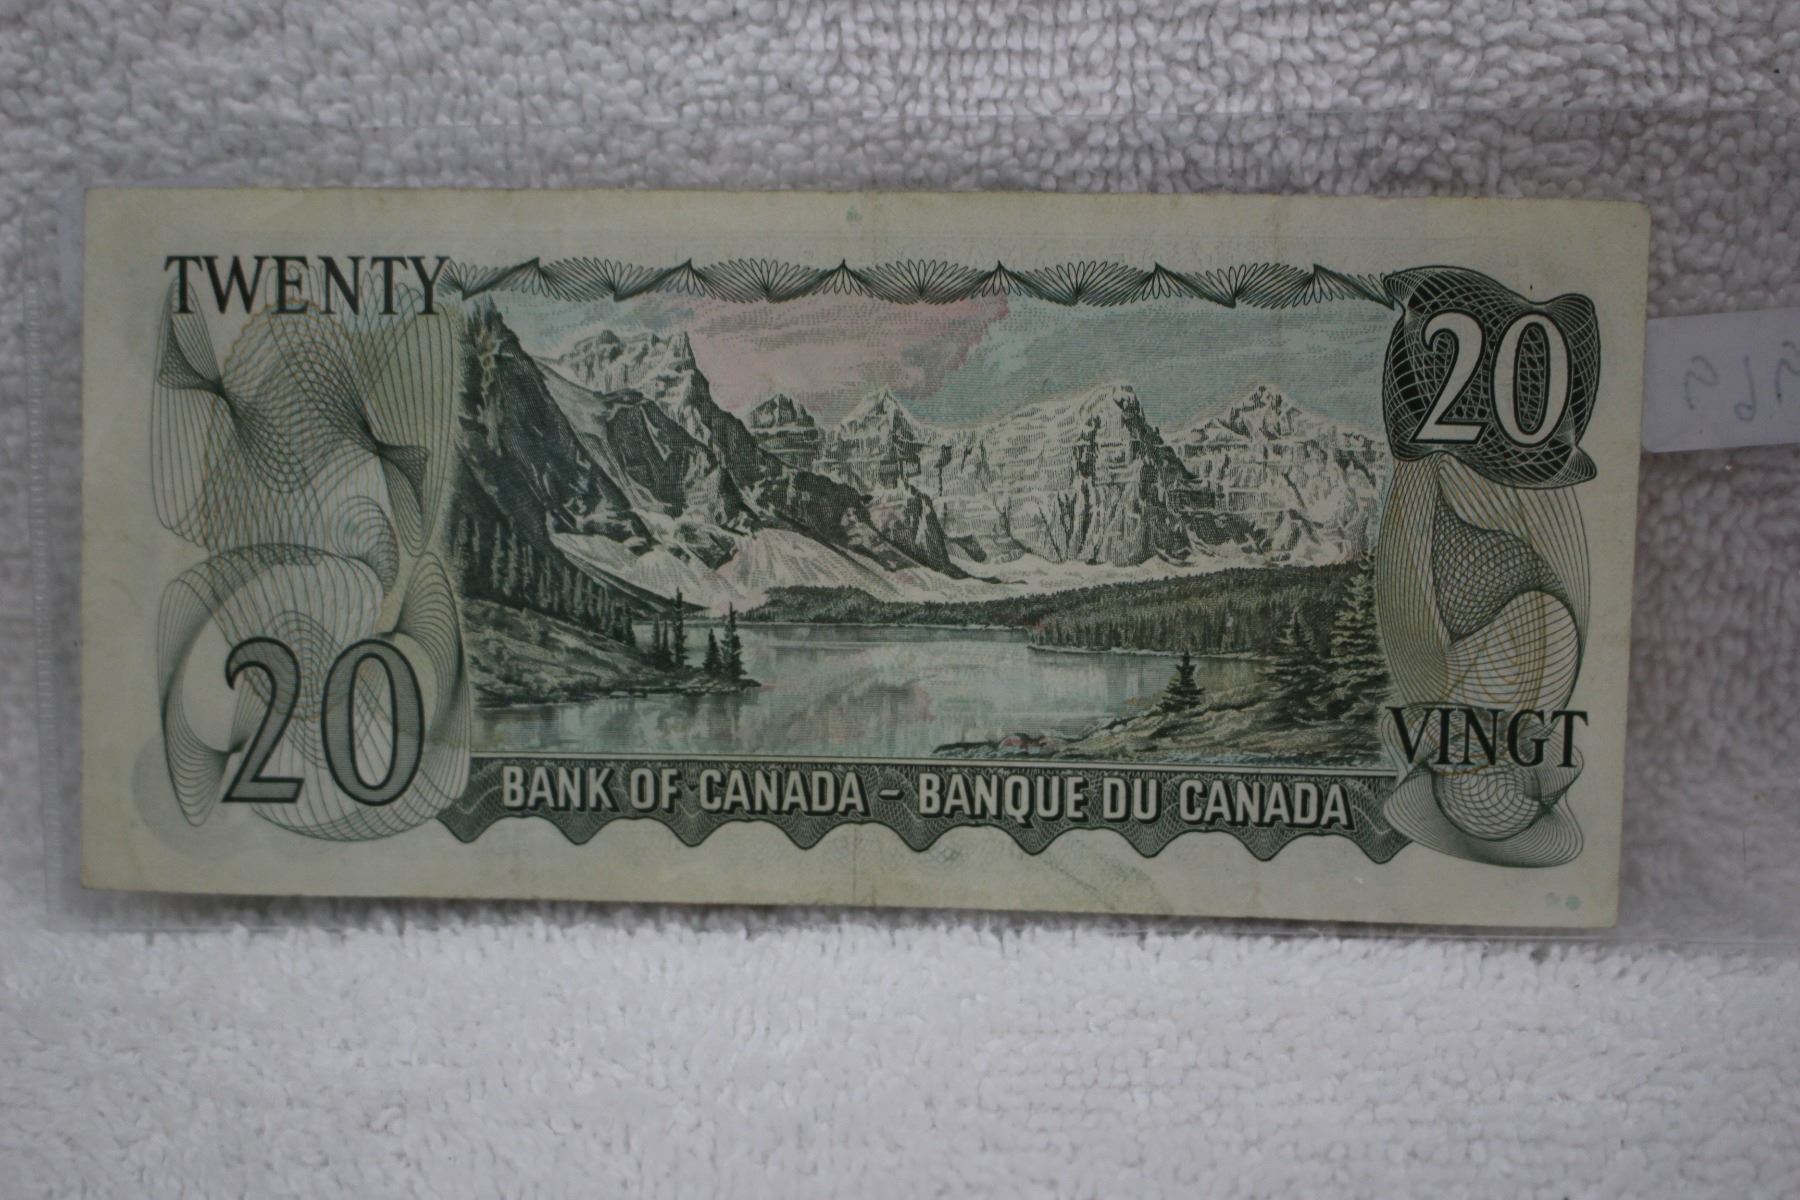 TWENTY
20
20
VINGT
BANK OF CANADA – BANQUE DU CANADA